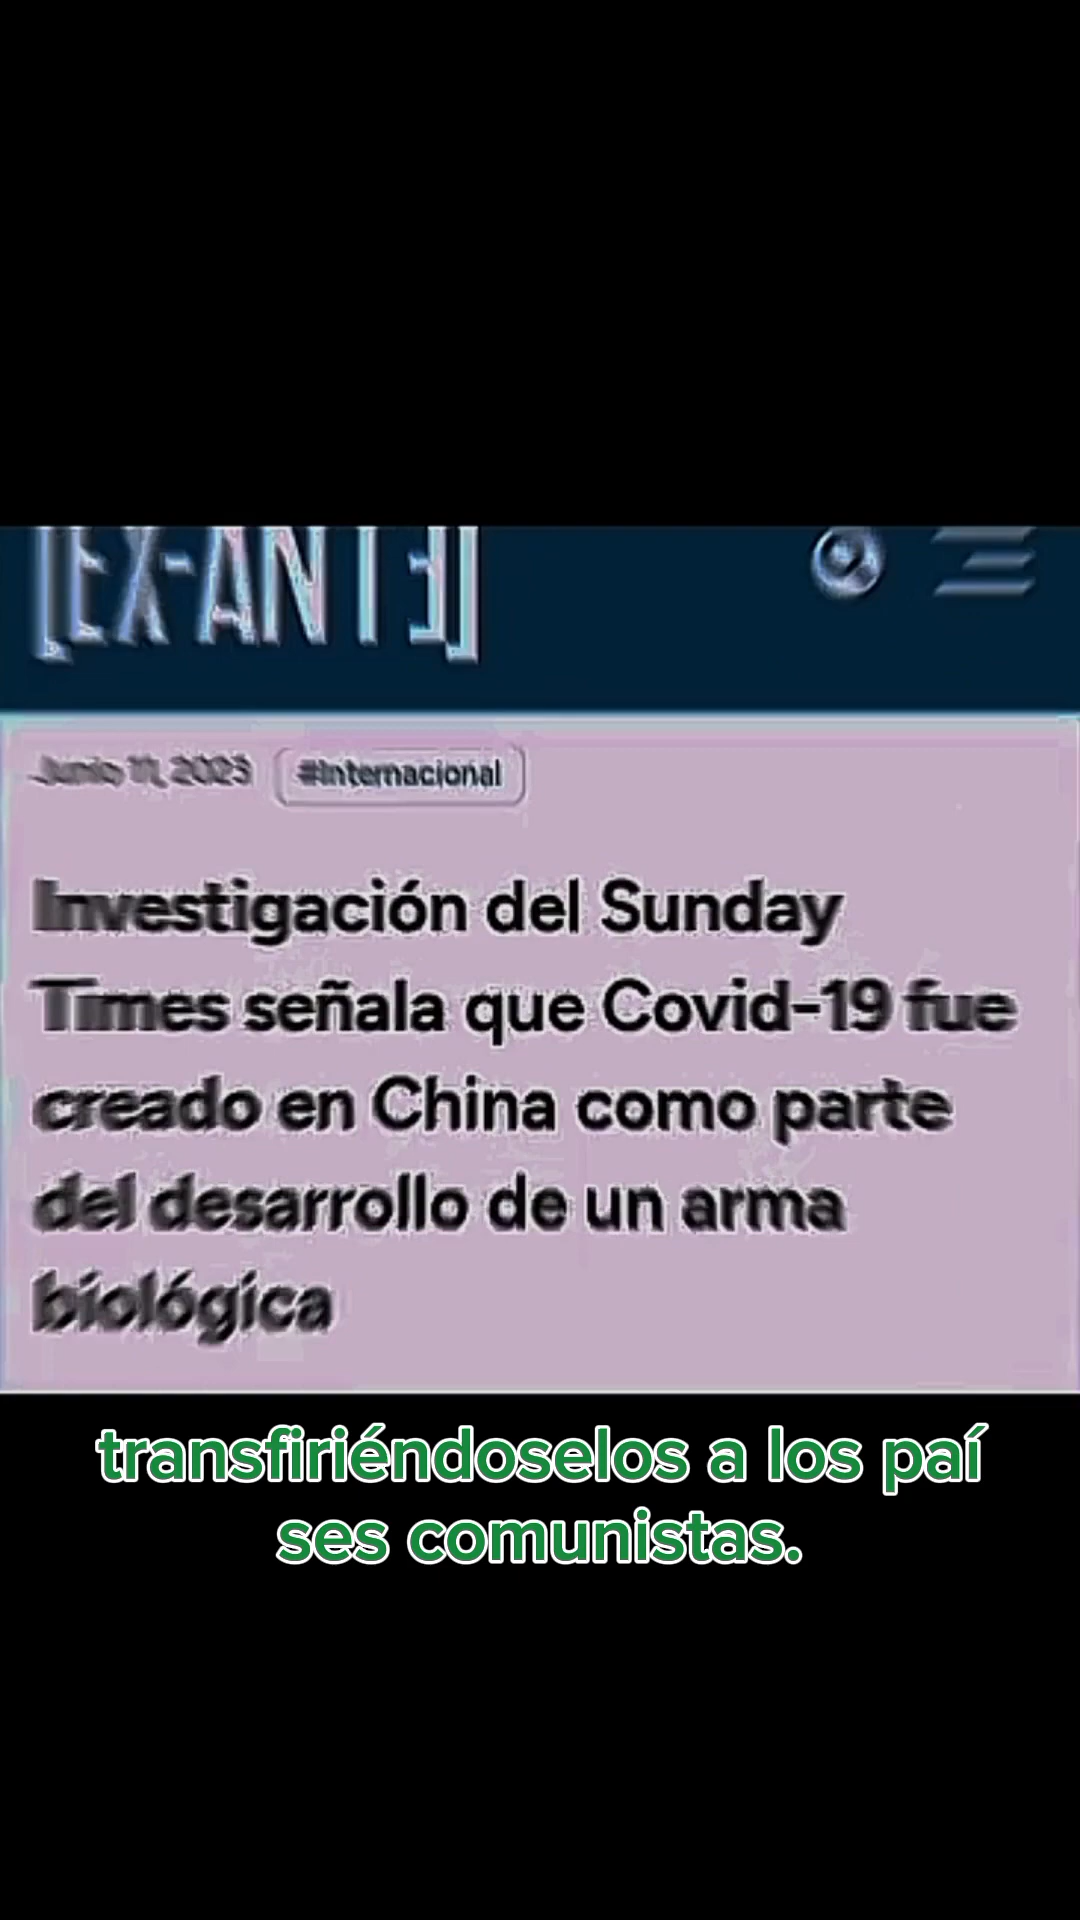 [EX-ANTE]
Junio 11, 2023 #Internacional
Investigación del Sunday
Times señala que Covid-19 fue
creado en China como parte
del desarrollo de un arma
biológica
transfiriéndoselos a los paí
ses comunistas.